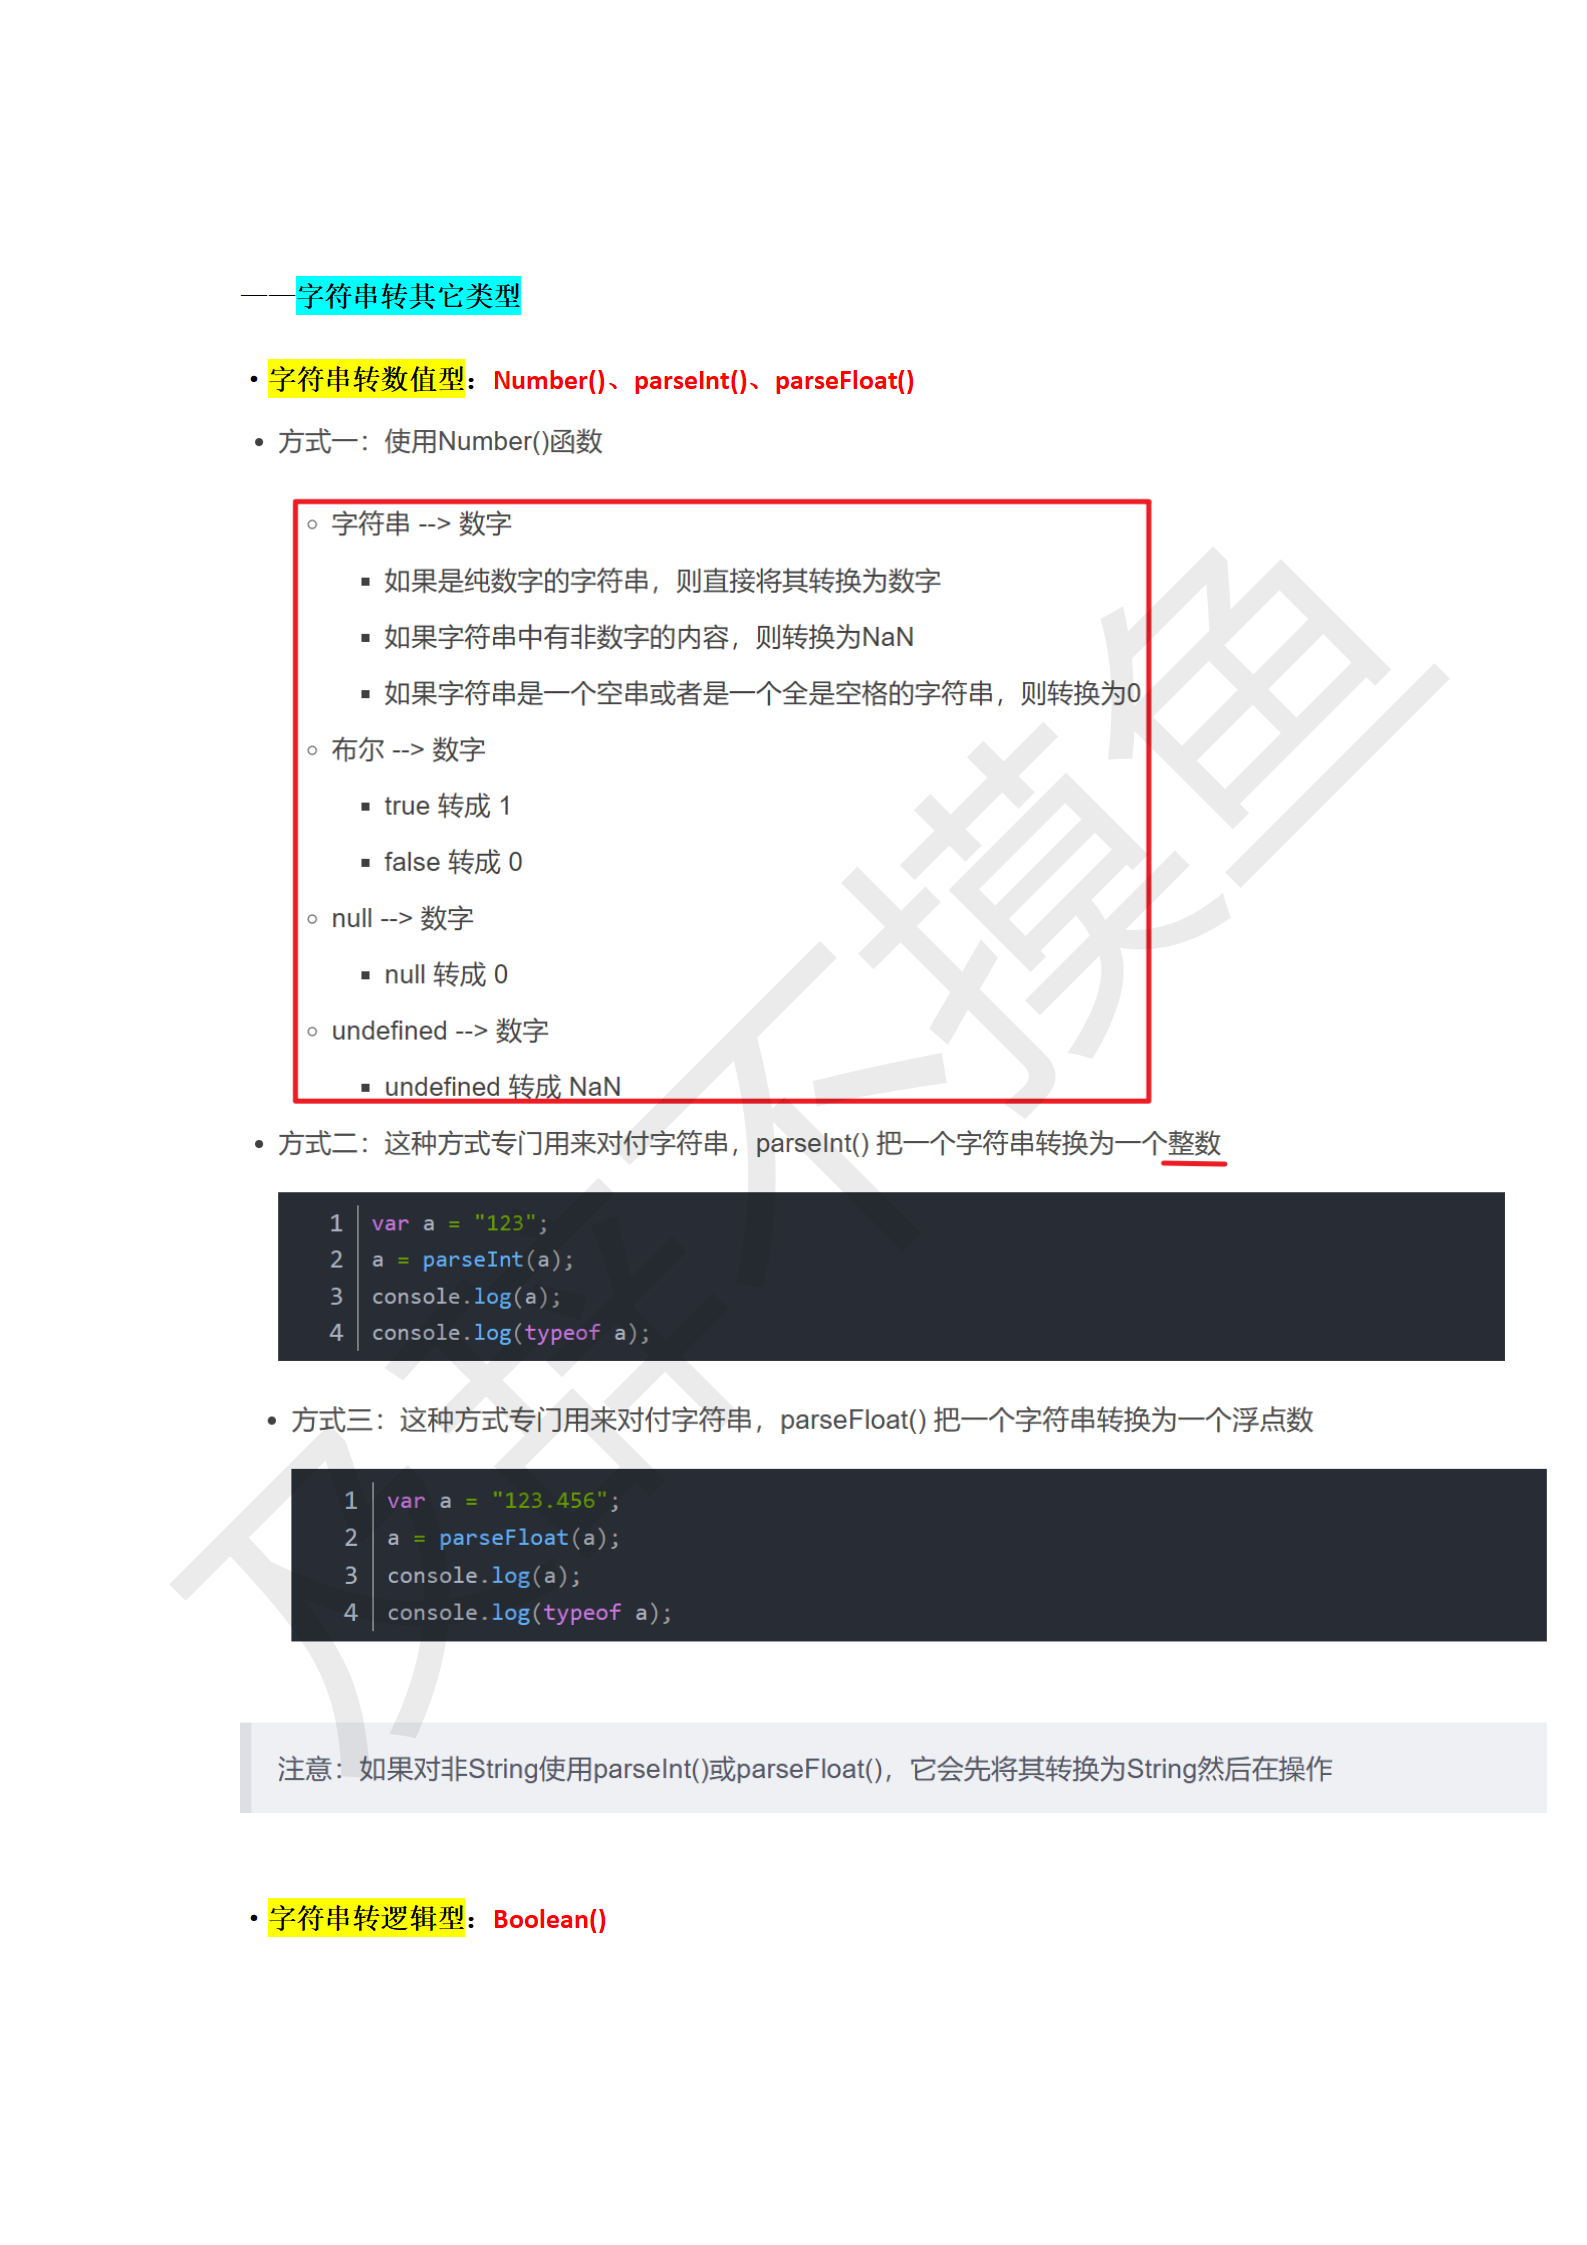 ——字符串转其它类型
·字符串转数值型：Number()、parseInt()、parseFloat()
• 方式一：使用Number()函数
○ 字符串 --> 数字
▪ 如果是纯数字的字符串，则直接将其转换为数字
▪ 如果字符串中有非数字的内容，则转换为NaN
▪ 如果字符串是一个空串或者是一个全是空格的字符串，则转换为0
○ 布尔 --> 数字
▪ true 转成 1
▪ false 转成 0
○ null --> 数字
▪ null 转成 0
○ undefined --> 数字
▪ undefined 转成 NaN
• 方式二：这种方式专门用来对付字符串，parseInt() 把一个字符串转换为一个整数
1 var a = "123";
2 a = parseInt(a);
3 console.log(a);
4 console.log(typeof a);
• 方式三：这种方式专门用来对付字符串，parseFloat() 把一个字符串转换为一个浮点数
1 var a = "123.456";
2 a = parseFloat(a);
3 console.log(a);
4 console.log(typeof a);
注意：如果对非String使用parseInt()或parseFloat()，它会先将其转换为String然后在操作
·字符串转逻辑型：Boolean()